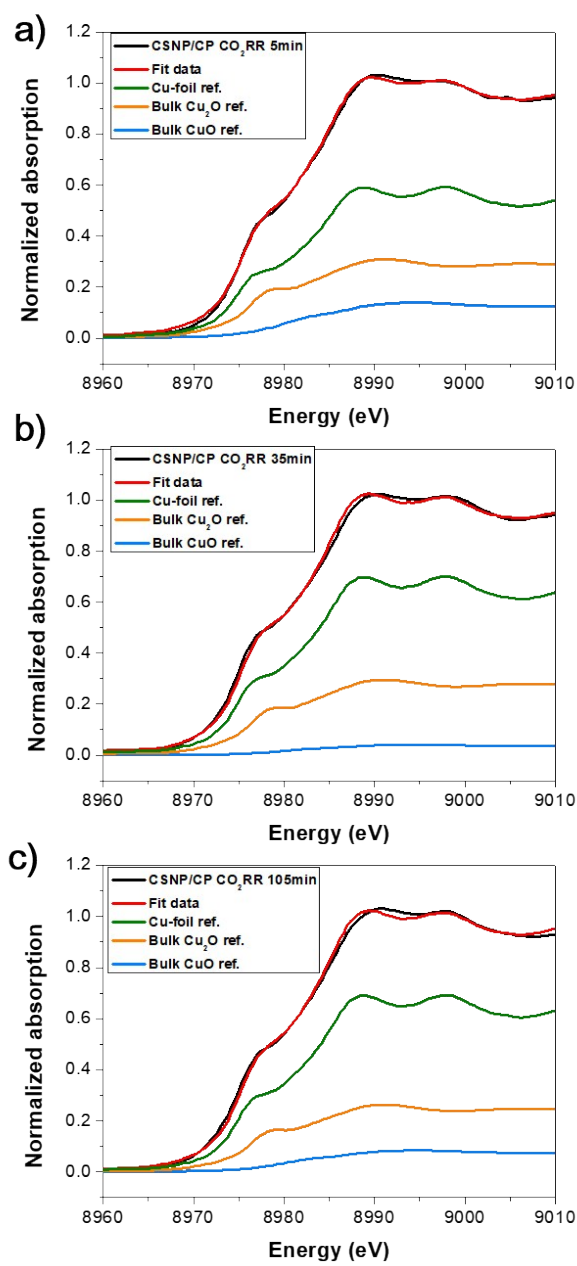 a)
CSNP/CP CO₂RR 5min
Fit data
Cu-foil ref.
Bulk Cu₂O ref.
Bulk CuO ref.
Normalized absorption
1.2
1.0
0.8
0.6
0.4
0.2
0.0
8960 8970 8980 8990 9000 9010
Energy (eV)
b)
CSNP/CP CO₂RR 35min
Fit data
Cu-foil ref.
Bulk Cu₂O ref.
Bulk CuO ref.
Normalized absorption
1.2
1.0
0.8
0.6
0.4
0.2
0.0
8960 8970 8980 8990 9000 9010
Energy (eV)
c)
CSNP/CP CO₂RR 105min
Fit data
Cu-foil ref.
Bulk Cu₂O ref.
Bulk CuO ref.
Normalized absorption
1.2
1.0
0.8
0.6
0.4
0.2
0.0
8960 8970 8980 8990 9000 9010
Energy (eV)